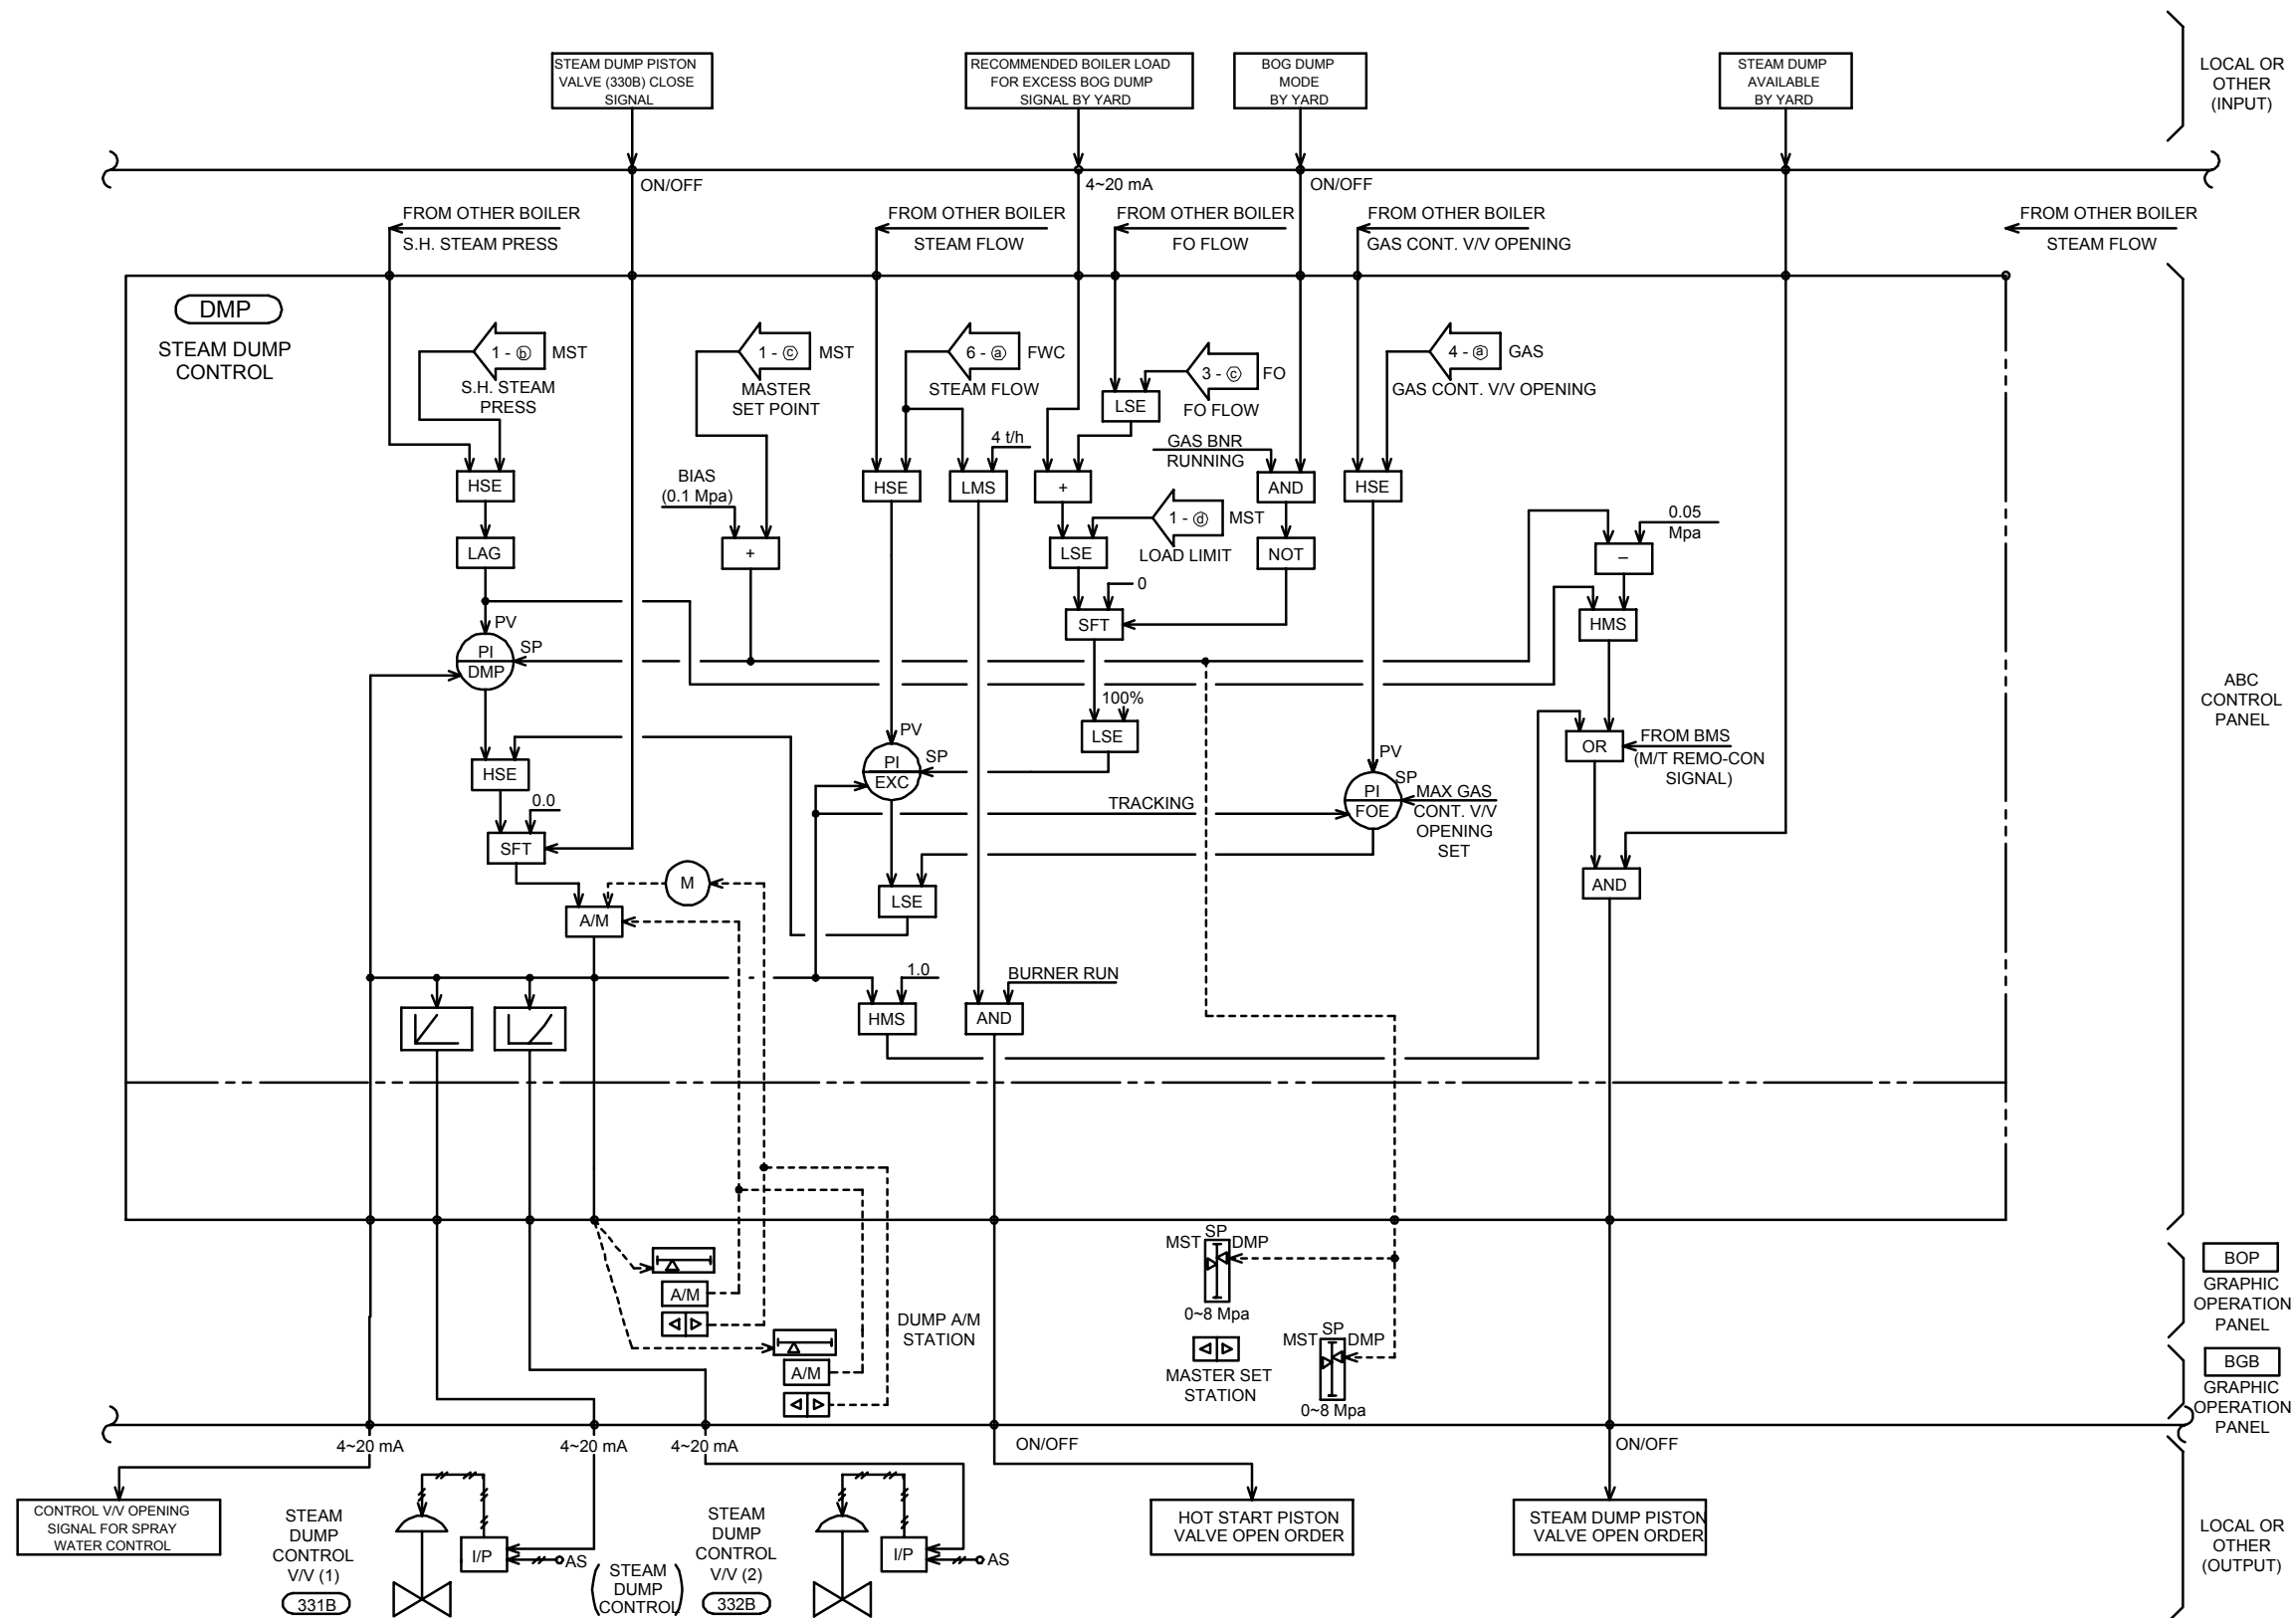 STEAM DUMP PISTON
VALVE (330B) CLOSE
SIGNAL
RECOMMENDED BOILER LOAD
FOR EXCESS BOG DUMP
SIGNAL BY YARD
BOG DUMP
MODE
BY YARD
STEAM DUMP
AVAILABLE
BY YARD
LOCAL OR
OTHER
(INPUT)
ON/OFF
4~20 mA
ON/OFF
FROM OTHER BOILER
S.H. STEAM PRESS
FROM OTHER BOILER
STEAM FLOW
FROM OTHER BOILER
FO FLOW
FROM OTHER BOILER
GAS CONT. V/V OPENING
FROM OTHER BOILER
STEAM FLOW
DMP
STEAM DUMP
CONTROL
1 - ⓑ MST
S.H. STEAM
PRESS
1 - ⓒ MST
MASTER
SET POINT
6 - ⓐ FWC
STEAM FLOW
3 - ⓒ FO
FO FLOW
4 - ⓐ GAS
GAS CONT. V/V OPENING
LSE
4 t/h
GAS BNR
RUNNING
BIAS
(0.1 Mpa)
HSE
HSE
LMS
+
AND
HSE
1 - ⓓ MST
LOAD LIMIT
0.05
Mpa
LAG
+
LSE
NOT
–
0
PV
SFT
HMS
PI
DMP
SP
100%
LSE
OR
FROM BMS
(M/T REMO-CON
SIGNAL)
ABC
CONTROL
PANEL
HSE
PV
PI
EXC
SP
PV
SP
PI
FOE
MAX GAS
CONT. V/V
OPENING
SET
0.0
TRACKING
SFT
M
LSE
AND
A/M
1.0
BURNER RUN
HMS
AND
MST
SP
DMP
0~8 Mpa
A/M
DUMP A/M
STATION
A/M
MASTER SET
STATION
MST
SP
DMP
0~8 Mpa
BOP
GRAPHIC
OPERATION
PANEL
BGB
GRAPHIC
OPERATION
PANEL
4~20 mA
4~20 mA
4~20 mA
ON/OFF
ON/OFF
CONTROL V/V OPENING
SIGNAL FOR SPRAY
WATER CONTROL
STEAM
DUMP
CONTROL
V/V (1)
331B
I/P
AS
(STEAM
DUMP
CONTROL)
STEAM
DUMP
CONTROL
V/V (2)
332B
I/P
AS
HOT START PISTON
VALVE OPEN ORDER
STEAM DUMP PISTON
VALVE OPEN ORDER
LOCAL OR
OTHER
(OUTPUT)